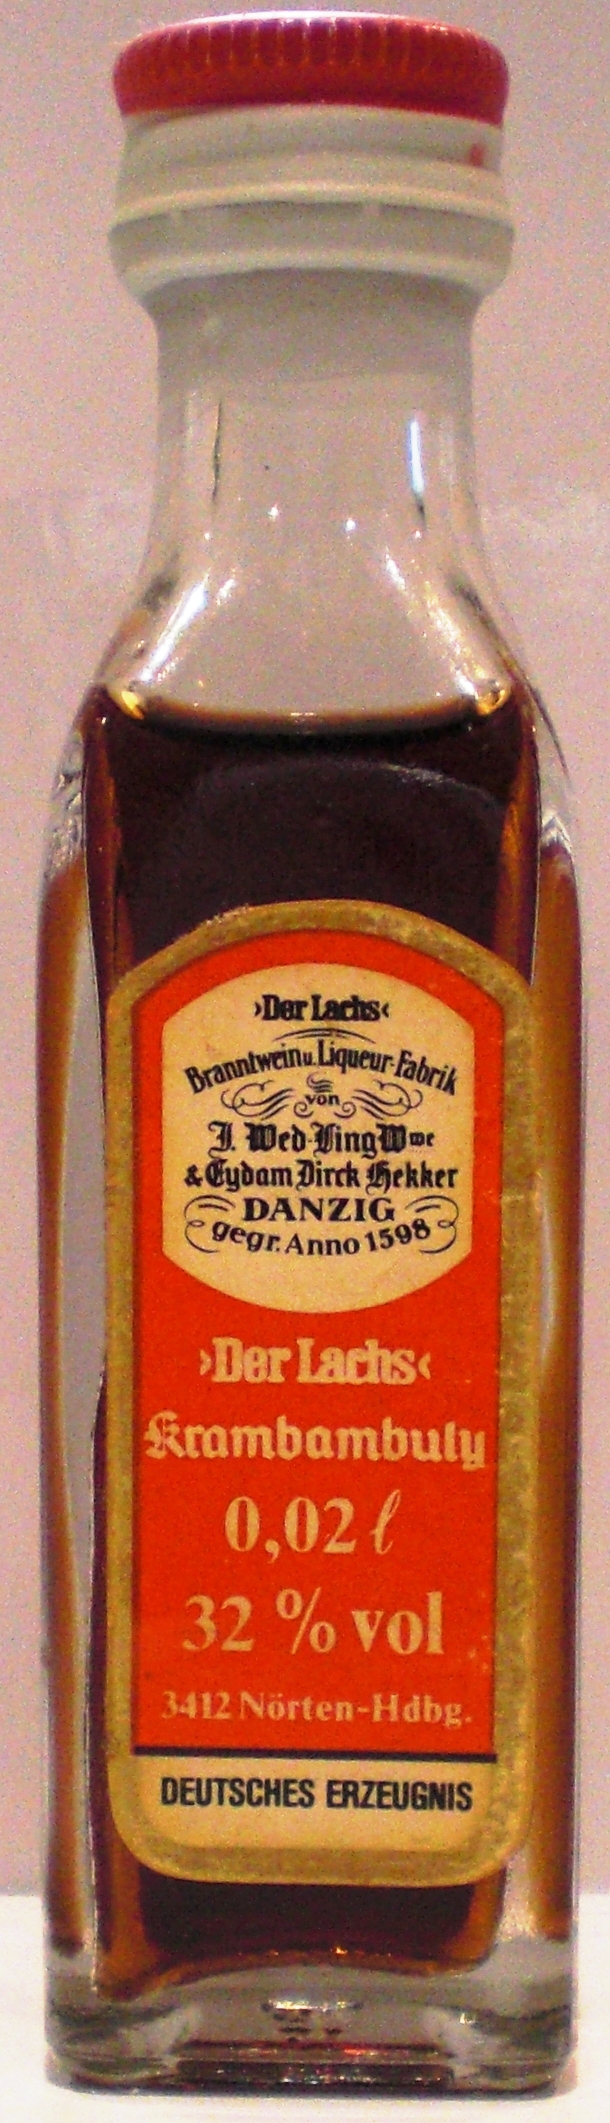 ›Der Lachs‹
Branntwein u. Liqueur-Fabrik
von
I. Wed-Ling Wwe
& Eydam Dirck Hekker
DANZIG
gegr. Anno 1598
›Der Lachs‹
Krambambuly
0,02 ℓ
32 % vol
3412 Nörten-Hdbg.
DEUTSCHES ERZEUGNIS